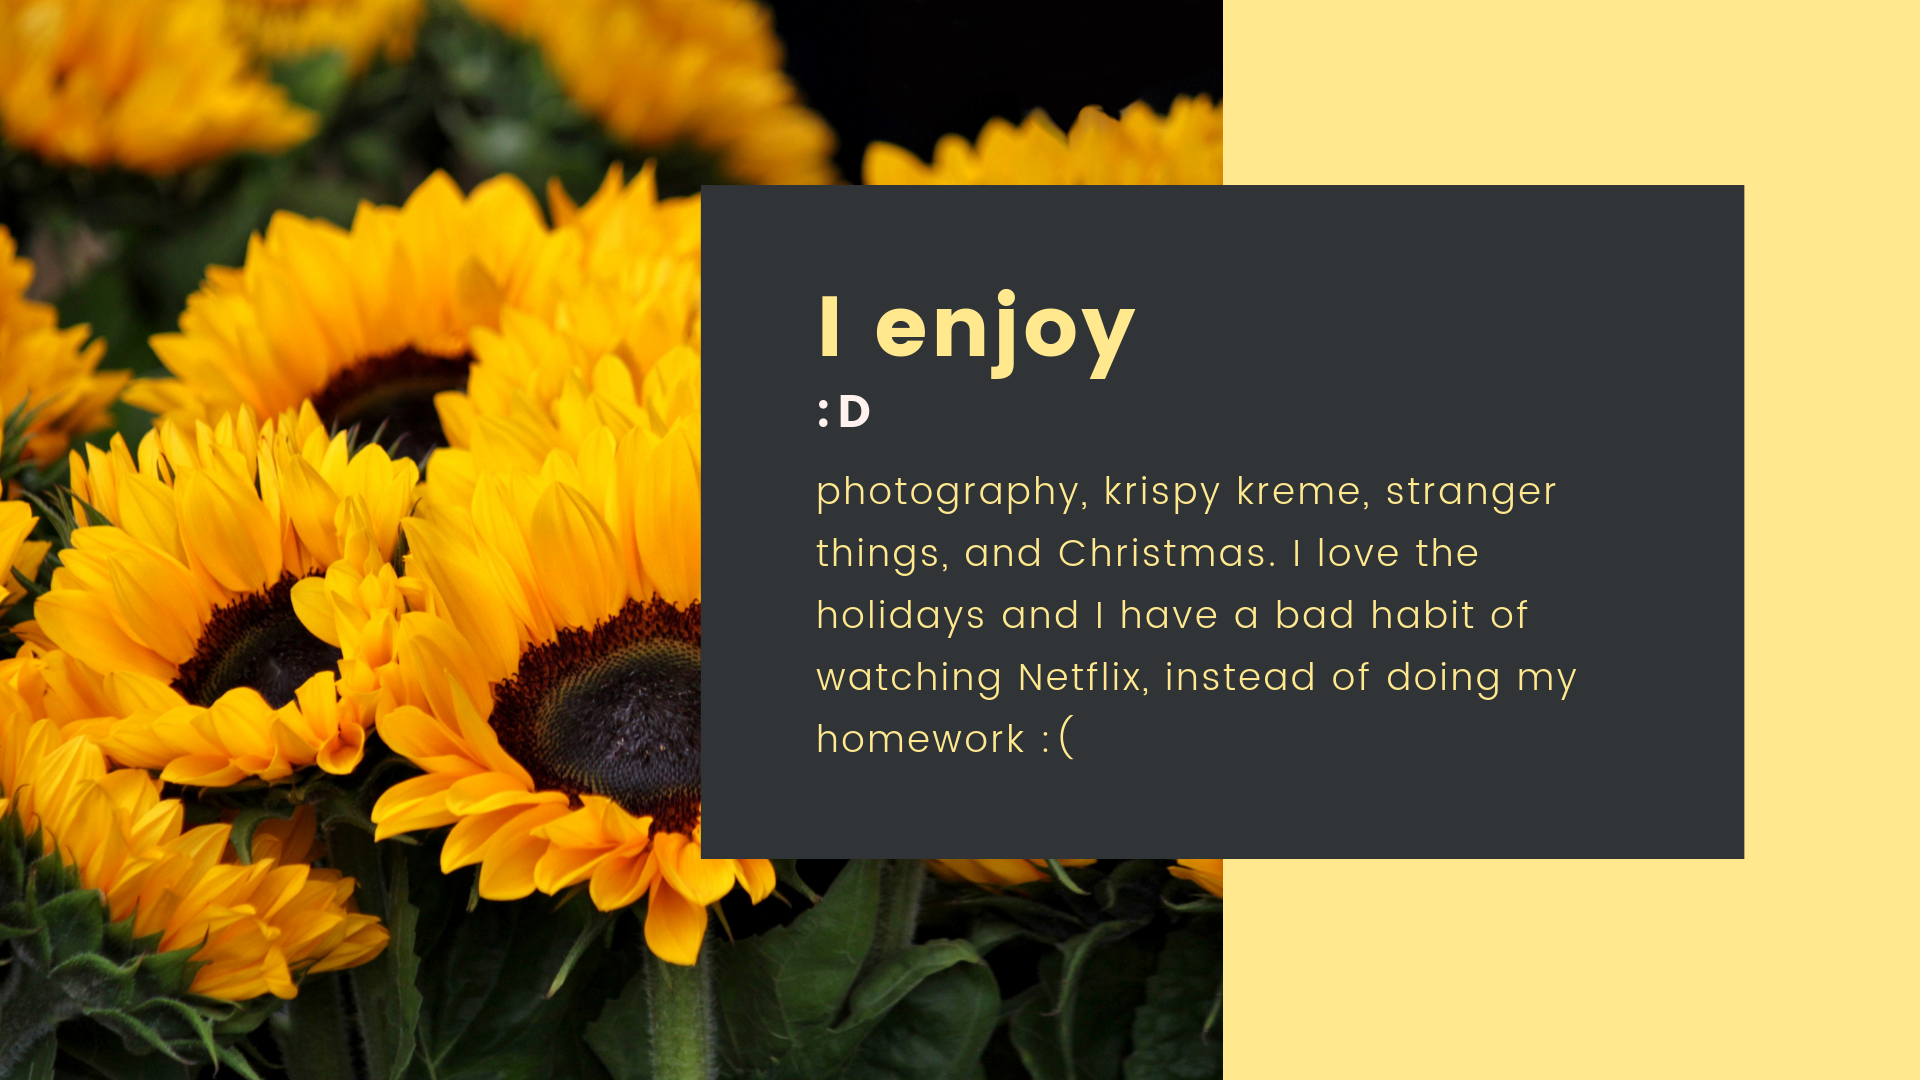 I enjoy
:D
photography, krispy kreme, stranger
things, and Christmas. I love the
holidays and I have a bad habit of
watching Netflix, instead of doing my
homework :(